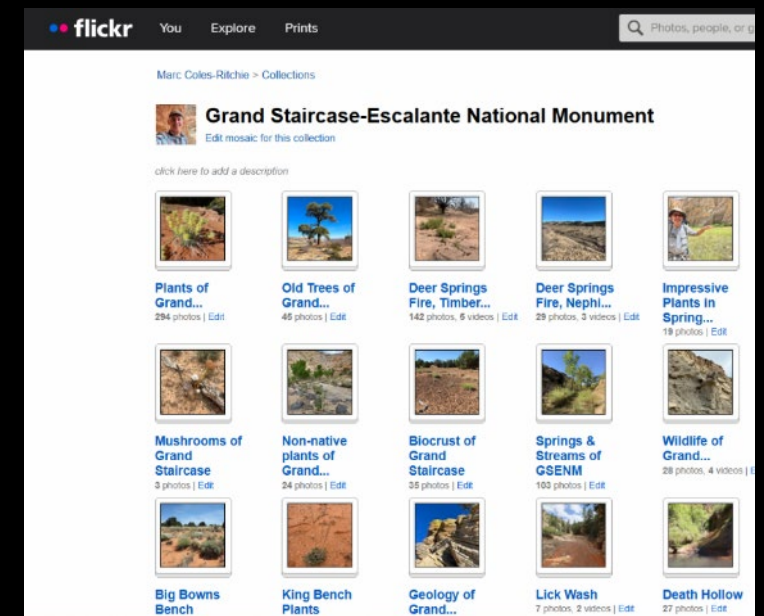 flickr You Explore Prints Photos, people, or g
Marc Coles-Ritchie > Collections
Grand Staircase-Escalante National Monument
Edit mosaic for this collection
click here to add a description
Plants of
Grand...
294 photos | Edit
Old Trees of
Grand...
45 photos | Edit
Deer Springs
Fire, Timber...
142 photos, 5 videos | Edit
Deer Springs
Fire, Nephi...
29 photos, 3 videos | Edit
Impressive
Plants in
Spring...
19 photos | Edit
Mushrooms of
Grand
Staircase
3 photos | Edit
Non-native
plants of
Grand...
24 photos | Edit
Biocrust of
Grand
Staircase
35 photos | Edit
Springs &
Streams of
GSENM
103 photos | Edit
Wildlife of
Grand...
28 photos, 4 videos | E
Big Bowns
Bench
King Bench
Plants
Geology of
Grand...
Lick Wash
7 photos, 2 videos | Edit
Death Hollow
27 photos | Edit